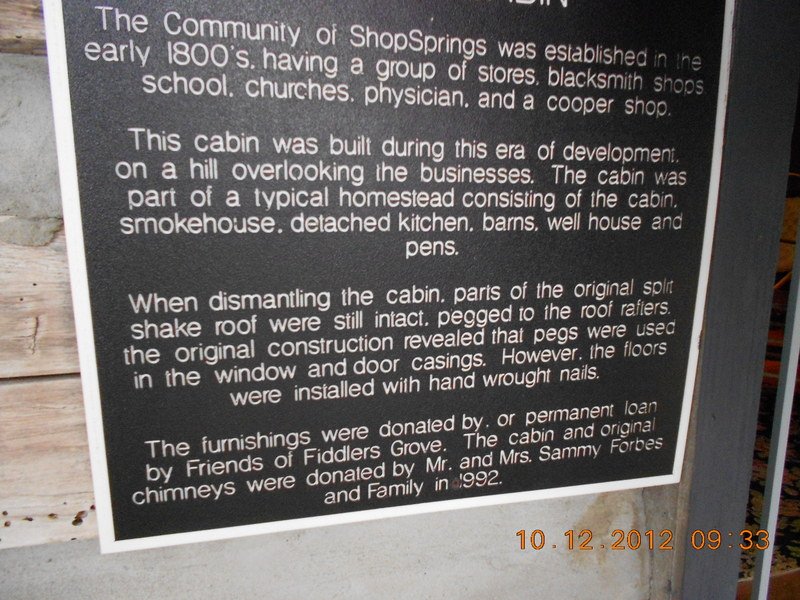 The Community of ShopSprings was established in the
early 1800's, having a group of stores, blacksmith shops
school, churches, physician, and a cooper shop.
This cabin was built during this era of development,
on a hill overlooking the businesses. The cabin was
part of a typical homestead consisting of the cabin,
smokehouse, detached kitchen, barns, well house and
pens.
When dismantling the cabin, parts of the original split
shake roof were still intact, pegged to the roof rafters,
the original construction revealed that pegs were used
in the window and door casings. However, the floors
were installed with hand wrought nails.
The furnishings were donated by, or permanent loan
by Friends of Fiddlers Grove. The cabin and original
chimneys were donated by Mr. and Mrs. Sammy Forbes
and Family in 1992.
10.12.2012 09:33